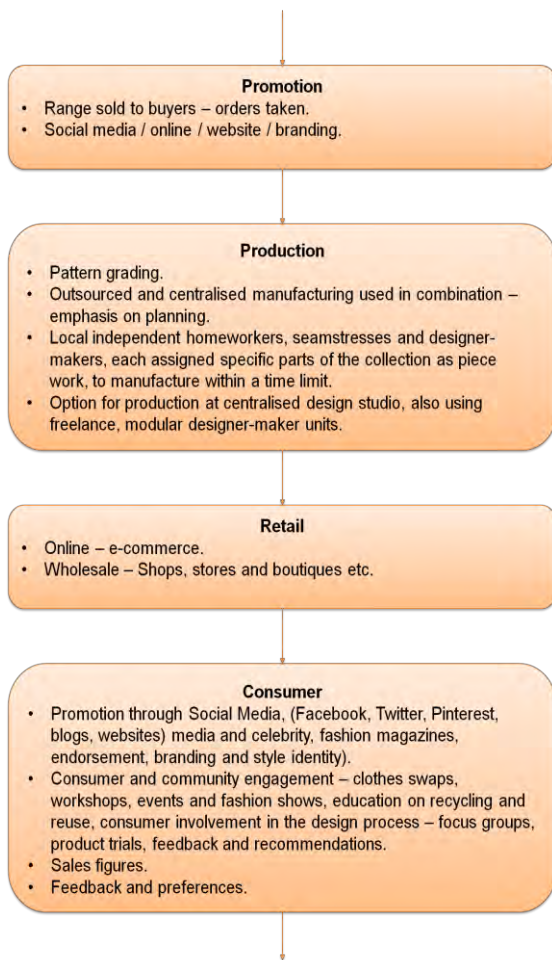 Promotion
• Range sold to buyers – orders taken.
• Social media / online / website / branding.
Production
• Pattern grading.
• Outsourced and centralised manufacturing used in combination –
emphasis on planning.
• Local independent homeworkers, seamstresses and designer-
makers, each assigned specific parts of the collection as piece
work, to manufacture within a time limit.
• Option for production at centralised design studio, also using
freelance, modular designer-maker units.
Retail
• Online – e-commerce.
• Wholesale – Shops, stores and boutiques etc.
Consumer
• Promotion through Social Media, (Facebook, Twitter, Pinterest,
blogs, websites) media and celebrity, fashion magazines,
endorsement, branding and style identity).
• Consumer and community engagement – clothes swaps,
workshops, events and fashion shows, education on recycling and
reuse, consumer involvement in the design process – focus groups,
product trials, feedback and recommendations.
• Sales figures.
• Feedback and preferences.